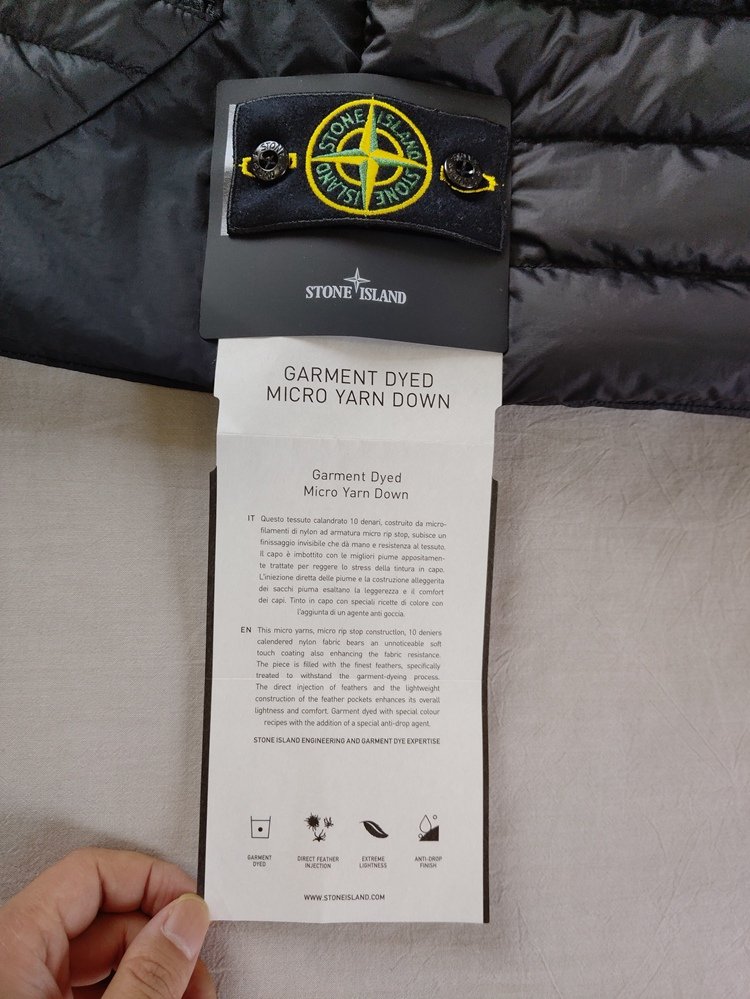 STONE ISLAND
STONE ISLAND
STONE ISLAND
GARMENT DYED
MICRO YARN DOWN
Garment Dyed
Micro Yarn Down
IT Questo tessuto calandrato 10 denari, costruito da micro-
filamenti di nylon ad armatura micro rip stop, subisce un
finissaggio invisibile che dà mano e resistenza al tessuto.
Il capo è imbottito con le migliori piume appositamen-
te trattate per reggere lo stress della tintura in capo.
L'iniezione diretta delle piume e la costruzione alleggerita
dei sacchi piuma esaltano la leggerezza e il comfort
dei capi. Tinto in capo con speciali ricette di colore con
l'aggiunta di un agente anti goccia.
EN This micro yarns, micro rip stop construction, 10 deniers
calendered nylon fabric bears an unnoticeable soft
touch coating also enhancing the fabric resistance.
The piece is filled with the finest feathers, specifically
treated to withstand the garment-dyeing process.
The direct injection of feathers and the lightweight
construction of the feather pockets enhances its overall
lightness and comfort. Garment dyed with special colour
recipes with the addition of a special anti-drop agent.
STONE ISLAND ENGINEERING AND GARMENT DYE EXPERTISE
GARMENT DYED
DIRECT FEATHER INJECTION
EXTREME LIGHTNESS
ANTI-DROP FINISH
WWW.STONEISLAND.COM